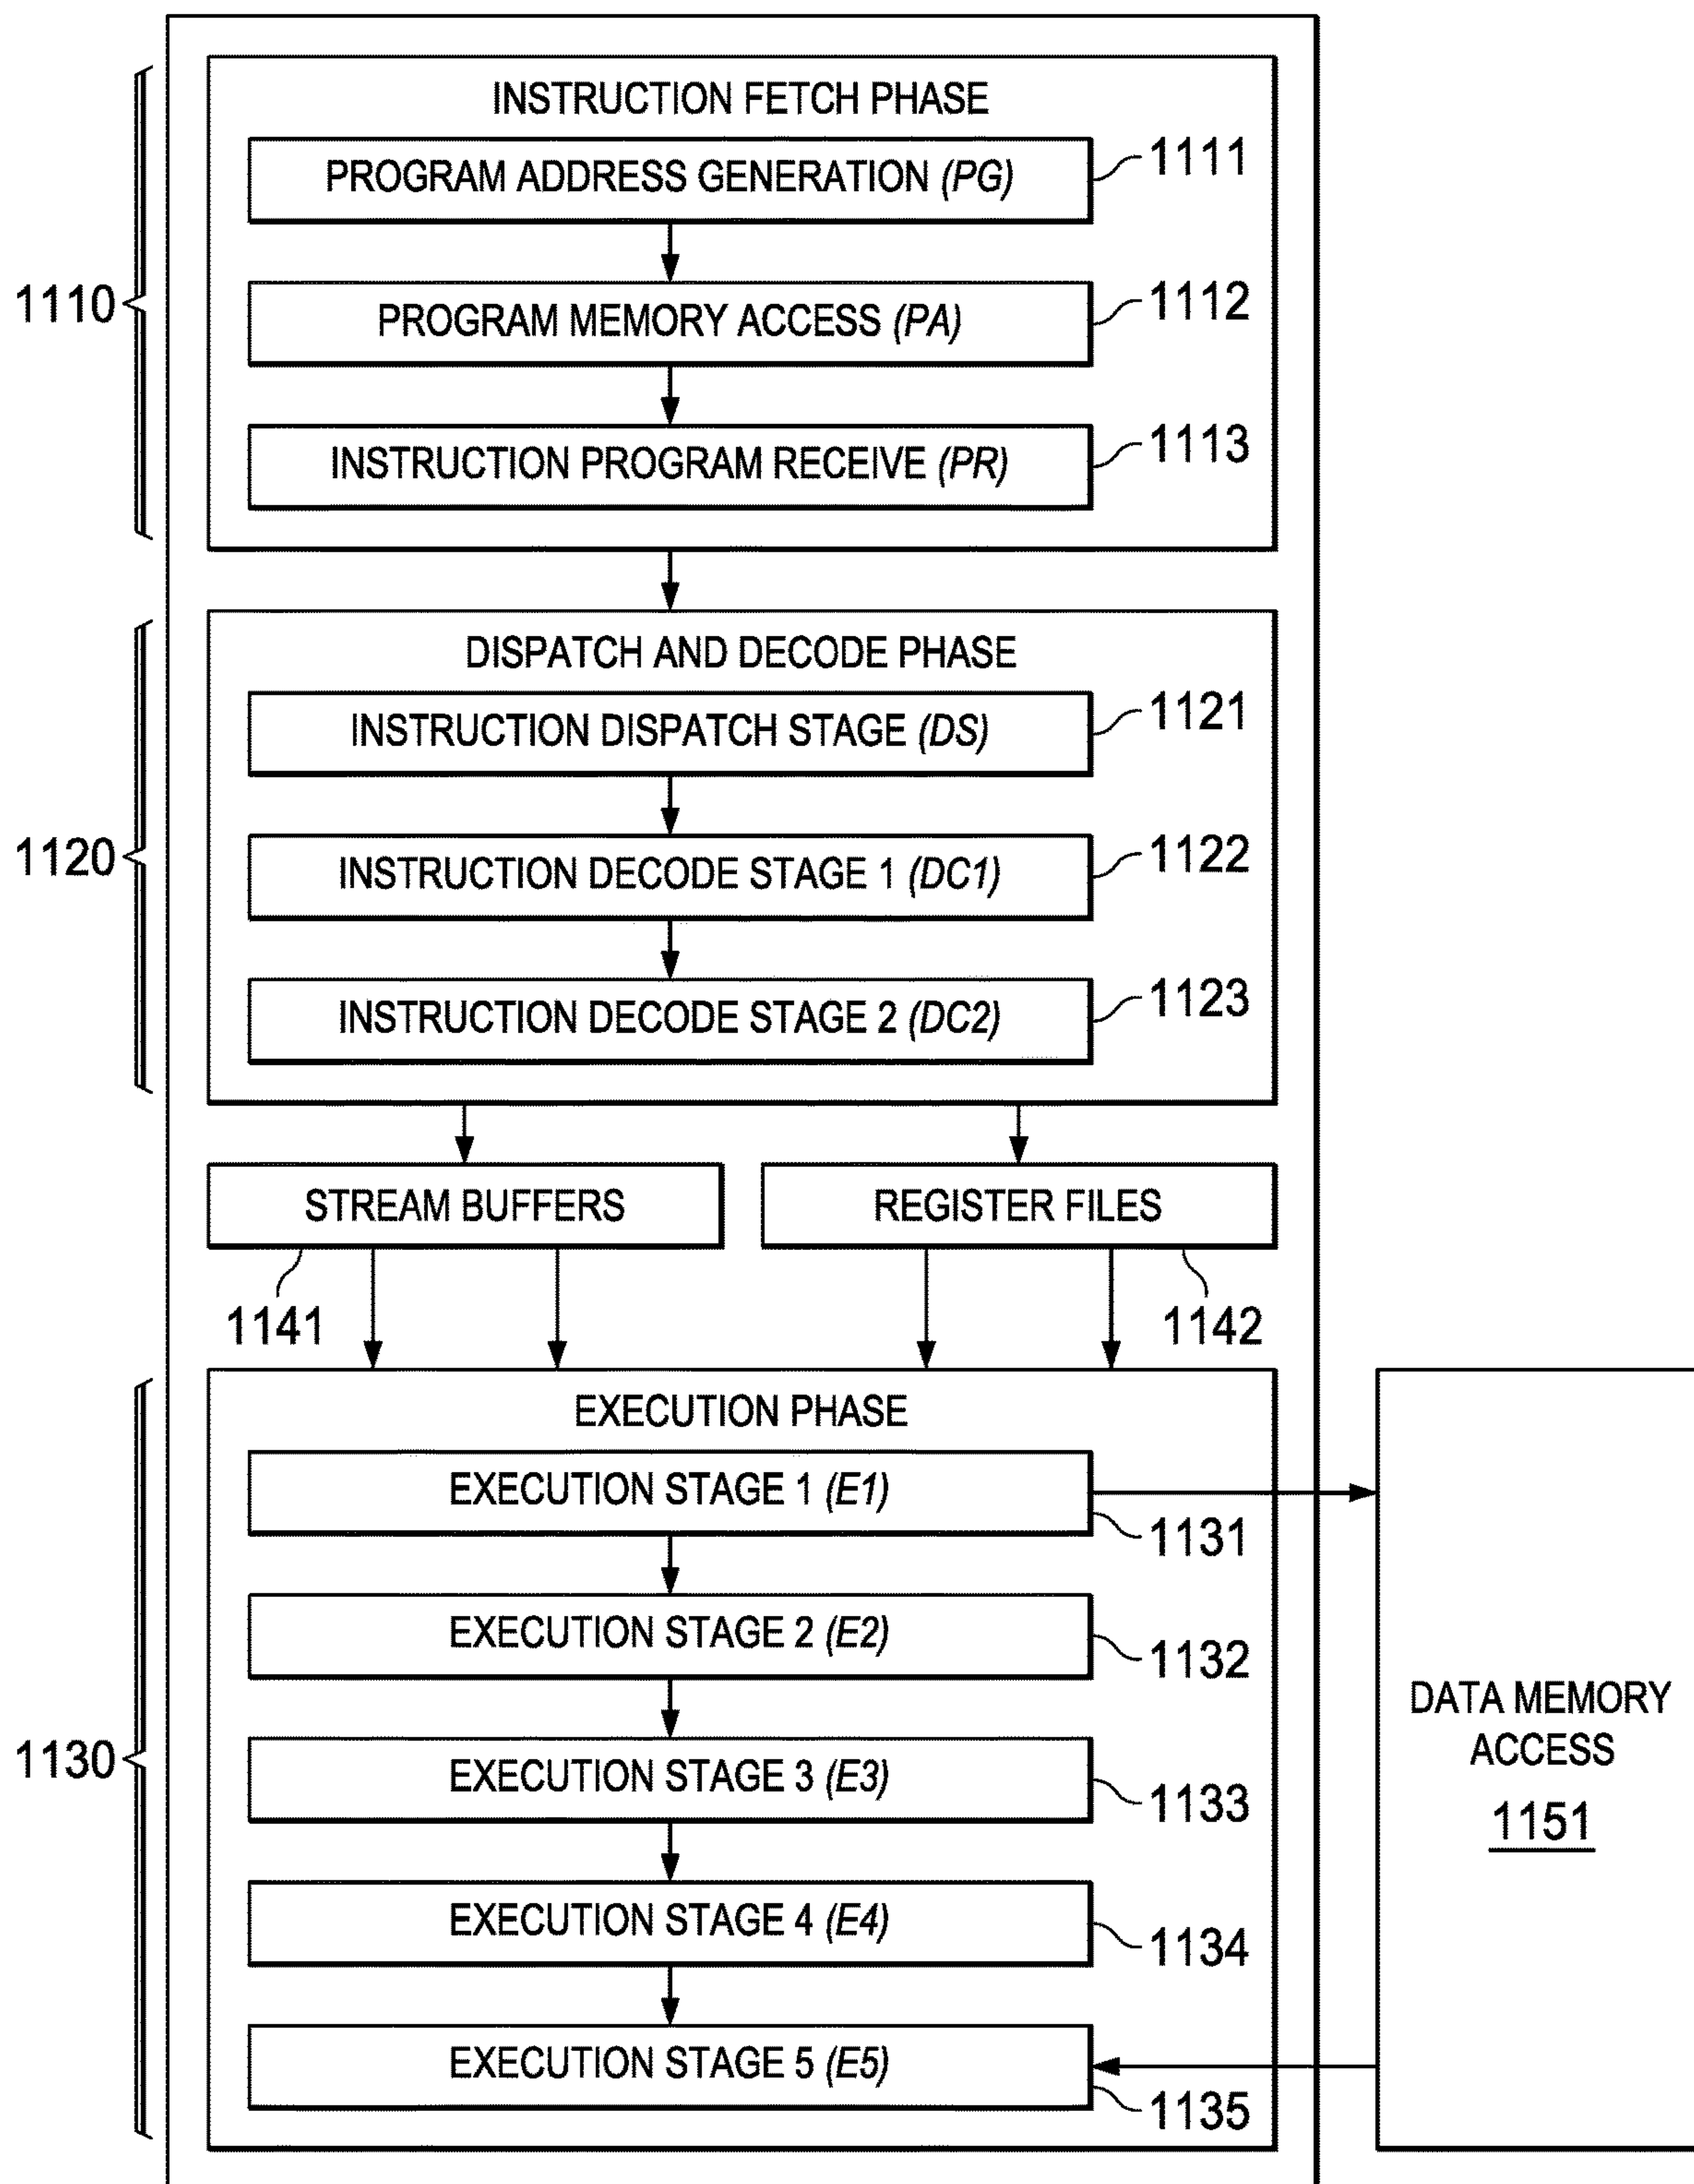 INSTRUCTION FETCH PHASE
PROGRAM ADDRESS GENERATION (PG)
1111
1110
PROGRAM MEMORY ACCESS (PA)
1112
INSTRUCTION PROGRAM RECEIVE (PR)
1113
DISPATCH AND DECODE PHASE
INSTRUCTION DISPATCH STAGE (DS)
1121
1120
INSTRUCTION DECODE STAGE 1 (DC1)
1122
INSTRUCTION DECODE STAGE 2 (DC2)
1123
STREAM BUFFERS
REGISTER FILES
1141
1142
EXECUTION PHASE
EXECUTION STAGE 1 (E1)
1131
EXECUTION STAGE 2 (E2)
1132
1130
EXECUTION STAGE 3 (E3)
1133
EXECUTION STAGE 4 (E4)
1134
EXECUTION STAGE 5 (E5)
1135
DATA MEMORY
ACCESS
1151